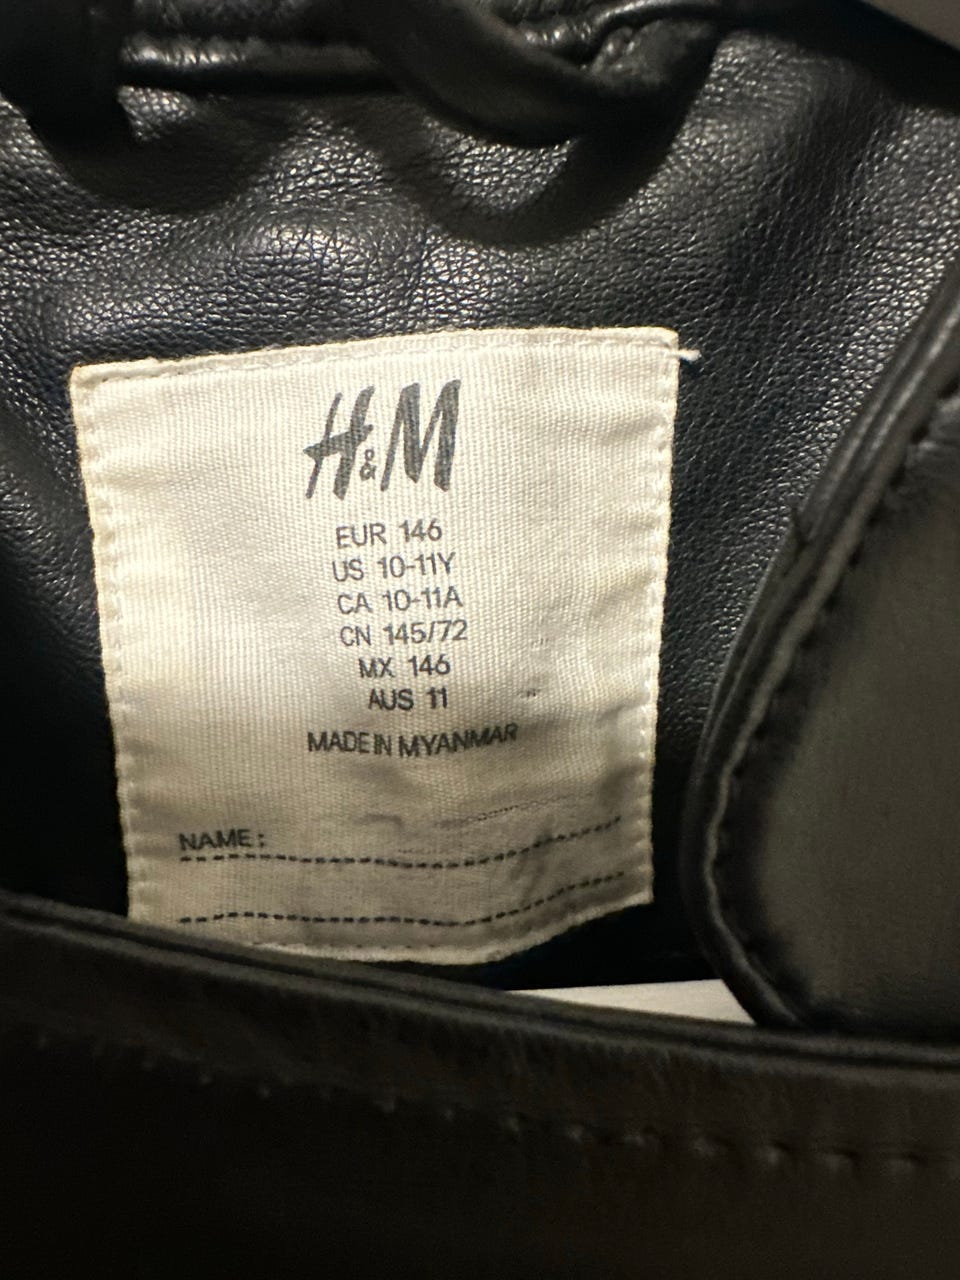 H&M
EUR 146
US 10-11Y
CA 10-11A
CN 145/72
MX 146
AUS 11
MADE IN MYANMAR
NAME: